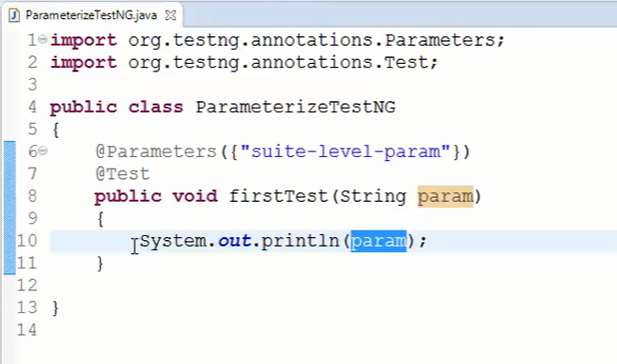 ParameterizeTestNG.java
1 import org.testng.annotations.Parameters;
2 import org.testng.annotations.Test;
3
4 public class ParameterizeTestNG
5 {
6 @Parameters({"suite-level-param"})
7 @Test
8 public void firstTest(String param)
9 {
10 System.out.println(param);
11 }
12
13 }
14